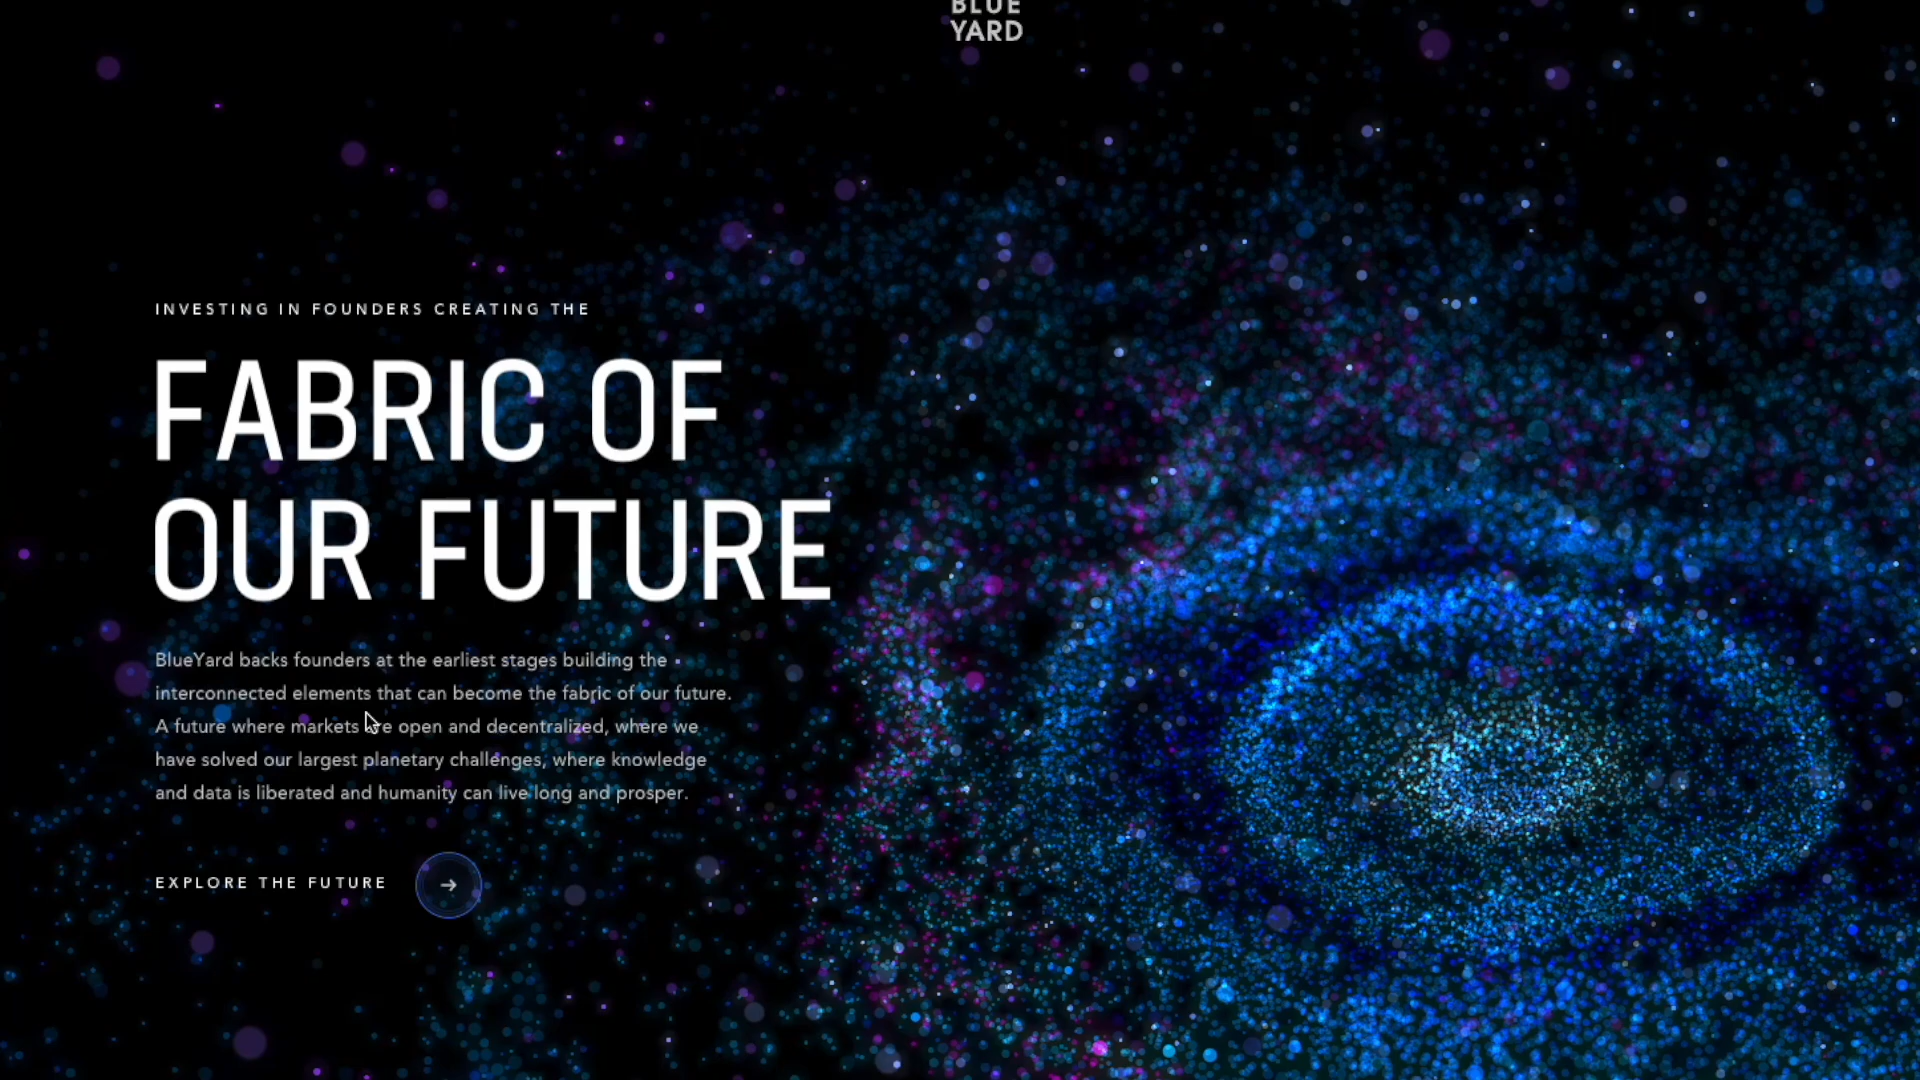 BLUE
YARD
INVESTING IN FOUNDERS CREATING THE
FABRIC OF
OUR FUTURE
BlueYard backs founders at the earliest stages building the
interconnected elements that can become the fabric of our future.
A future where markets are open and decentralized, where we
have solved our largest planetary challenges, where knowledge
and data is liberated and humanity can live long and prosper.
EXPLORE THE FUTURE